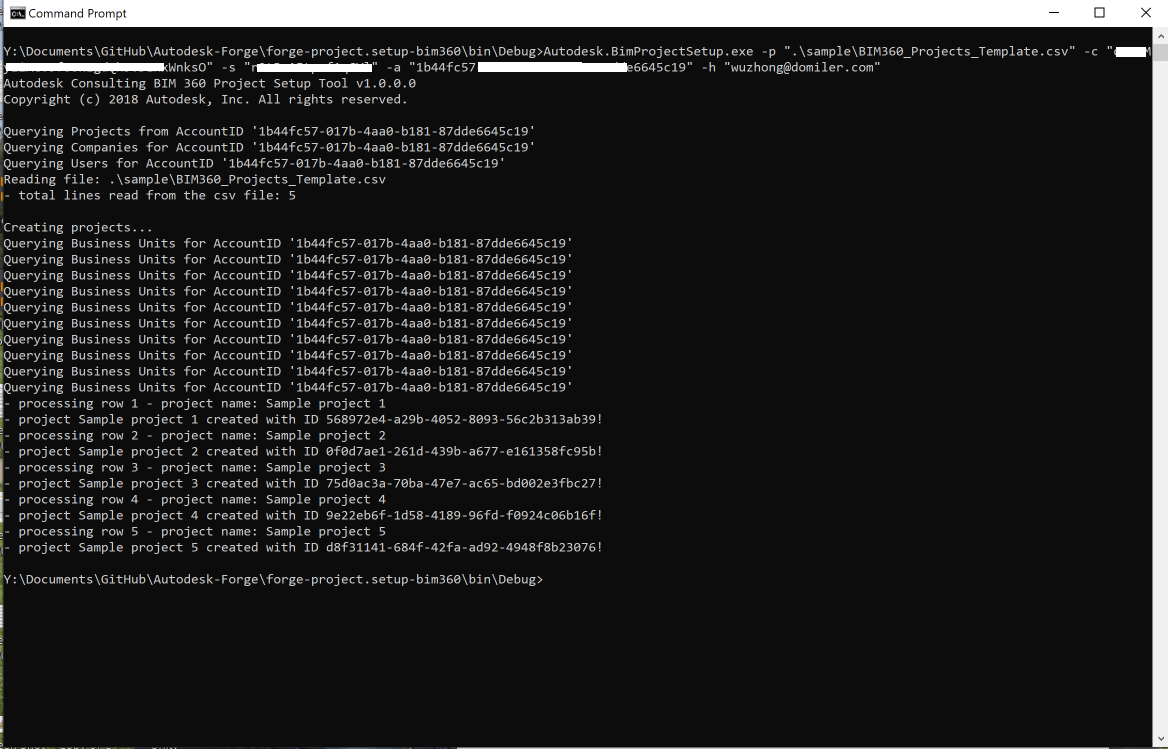 Command Prompt
Y:\Documents\GitHub\Autodesk-Forge\forge-project.setup-bim360\bin\Debug>Autodesk.BimProjectSetup.exe -p ".\sample\BIM360_Projects_Template.csv" -c "
WnksO" -s " " -a "1b44fc57 e6645c19" -h "wuzhong@domiler.com"
Autodesk Consulting BIM 360 Project Setup Tool v1.0.0.0
Copyright (c) 2018 Autodesk, Inc. All rights reserved.
Querying Projects from AccountID '1b44fc57-017b-4aa0-b181-87dde6645c19'
Querying Companies for AccountID '1b44fc57-017b-4aa0-b181-87dde6645c19'
Querying Users for AccountID '1b44fc57-017b-4aa0-b181-87dde6645c19'
Reading file: .\sample\BIM360_Projects_Template.csv
- total lines read from the csv file: 5
Creating projects...
Querying Business Units for AccountID '1b44fc57-017b-4aa0-b181-87dde6645c19'
Querying Business Units for AccountID '1b44fc57-017b-4aa0-b181-87dde6645c19'
Querying Business Units for AccountID '1b44fc57-017b-4aa0-b181-87dde6645c19'
Querying Business Units for AccountID '1b44fc57-017b-4aa0-b181-87dde6645c19'
Querying Business Units for AccountID '1b44fc57-017b-4aa0-b181-87dde6645c19'
Querying Business Units for AccountID '1b44fc57-017b-4aa0-b181-87dde6645c19'
Querying Business Units for AccountID '1b44fc57-017b-4aa0-b181-87dde6645c19'
Querying Business Units for AccountID '1b44fc57-017b-4aa0-b181-87dde6645c19'
Querying Business Units for AccountID '1b44fc57-017b-4aa0-b181-87dde6645c19'
Querying Business Units for AccountID '1b44fc57-017b-4aa0-b181-87dde6645c19'
- processing row 1 - project name: Sample project 1
- project Sample project 1 created with ID 568972e4-a29b-4052-8093-56c2b313ab39!
- processing row 2 - project name: Sample project 2
- project Sample project 2 created with ID 0f0d7ae1-261d-439b-a677-e161358fc95b!
- processing row 3 - project name: Sample project 3
- project Sample project 3 created with ID 75d0ac3a-70ba-47e7-ac65-bd002e3fbc27!
- processing row 4 - project name: Sample project 4
- project Sample project 4 created with ID 9e22eb6f-1d58-4189-96fd-f0924c06b16f!
- processing row 5 - project name: Sample project 5
- project Sample project 5 created with ID d8f31141-684f-42fa-ad92-4948f8b23076!
Y:\Documents\GitHub\Autodesk-Forge\forge-project.setup-bim360\bin\Debug>